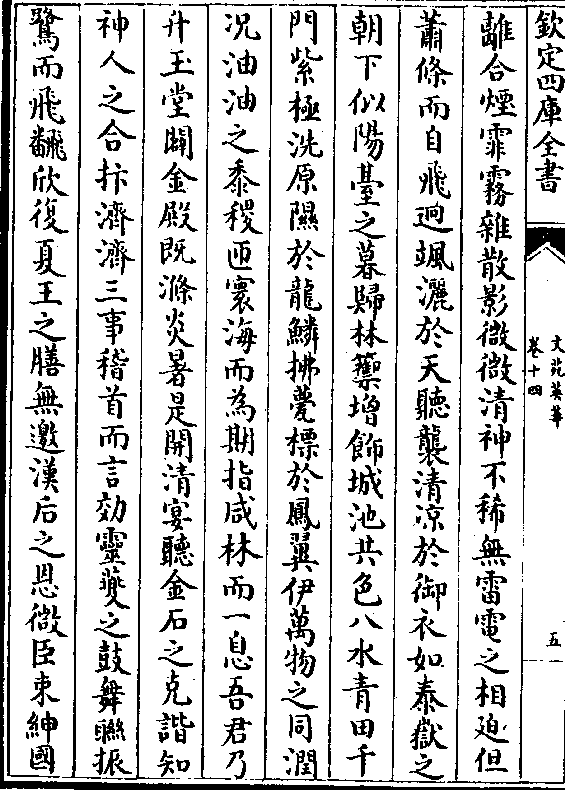 欽定四庫全書
文苑英華
卷十四
五
離合煙霏霧雜散影微微清神不稀無雷電之相迫但
蕭條而自飛迥颯灑於天聽襲清涼於御衣如泰嶽之
朝下似陽臺之暮歸林籞增飾城池共色八水青田千
門紫極洗原隰於龍鱗拂甍標於鳳翼伊萬物之同潤
況油油之黍稷匝寰海而為期指咸林而一息吾君乃
升玉堂闢金殿既滌炎暑是開清宴聽金石之克諧知
神人之合抃濟濟三事稽首而言効靈夔之鼓舞聯振
鷺而飛翻欣復夏王之膳無邀漢后之恩微臣束紳國